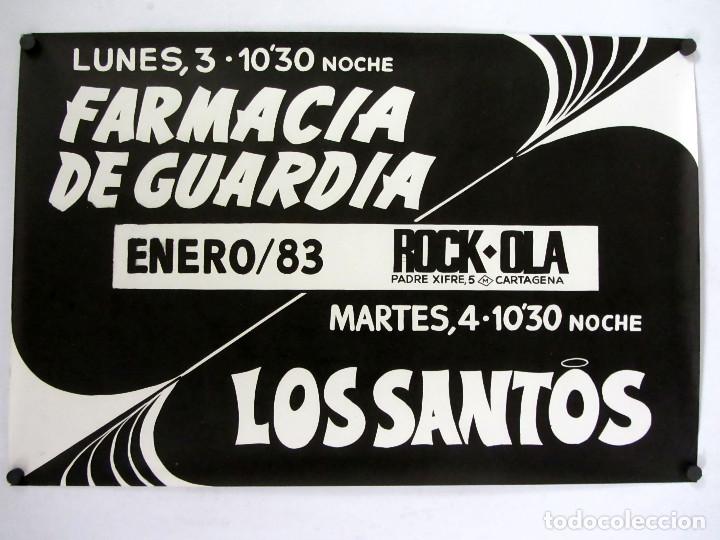 LUNES, 3 · 10'30 NOCHE
FARMACIA
DE GUARDIA
ENERO/83
ROCK·OLA
PADRE XIFRE, 5 M CARTAGENA
MARTES, 4 · 10'30 NOCHE
LOS SANTOS
todocoleccion